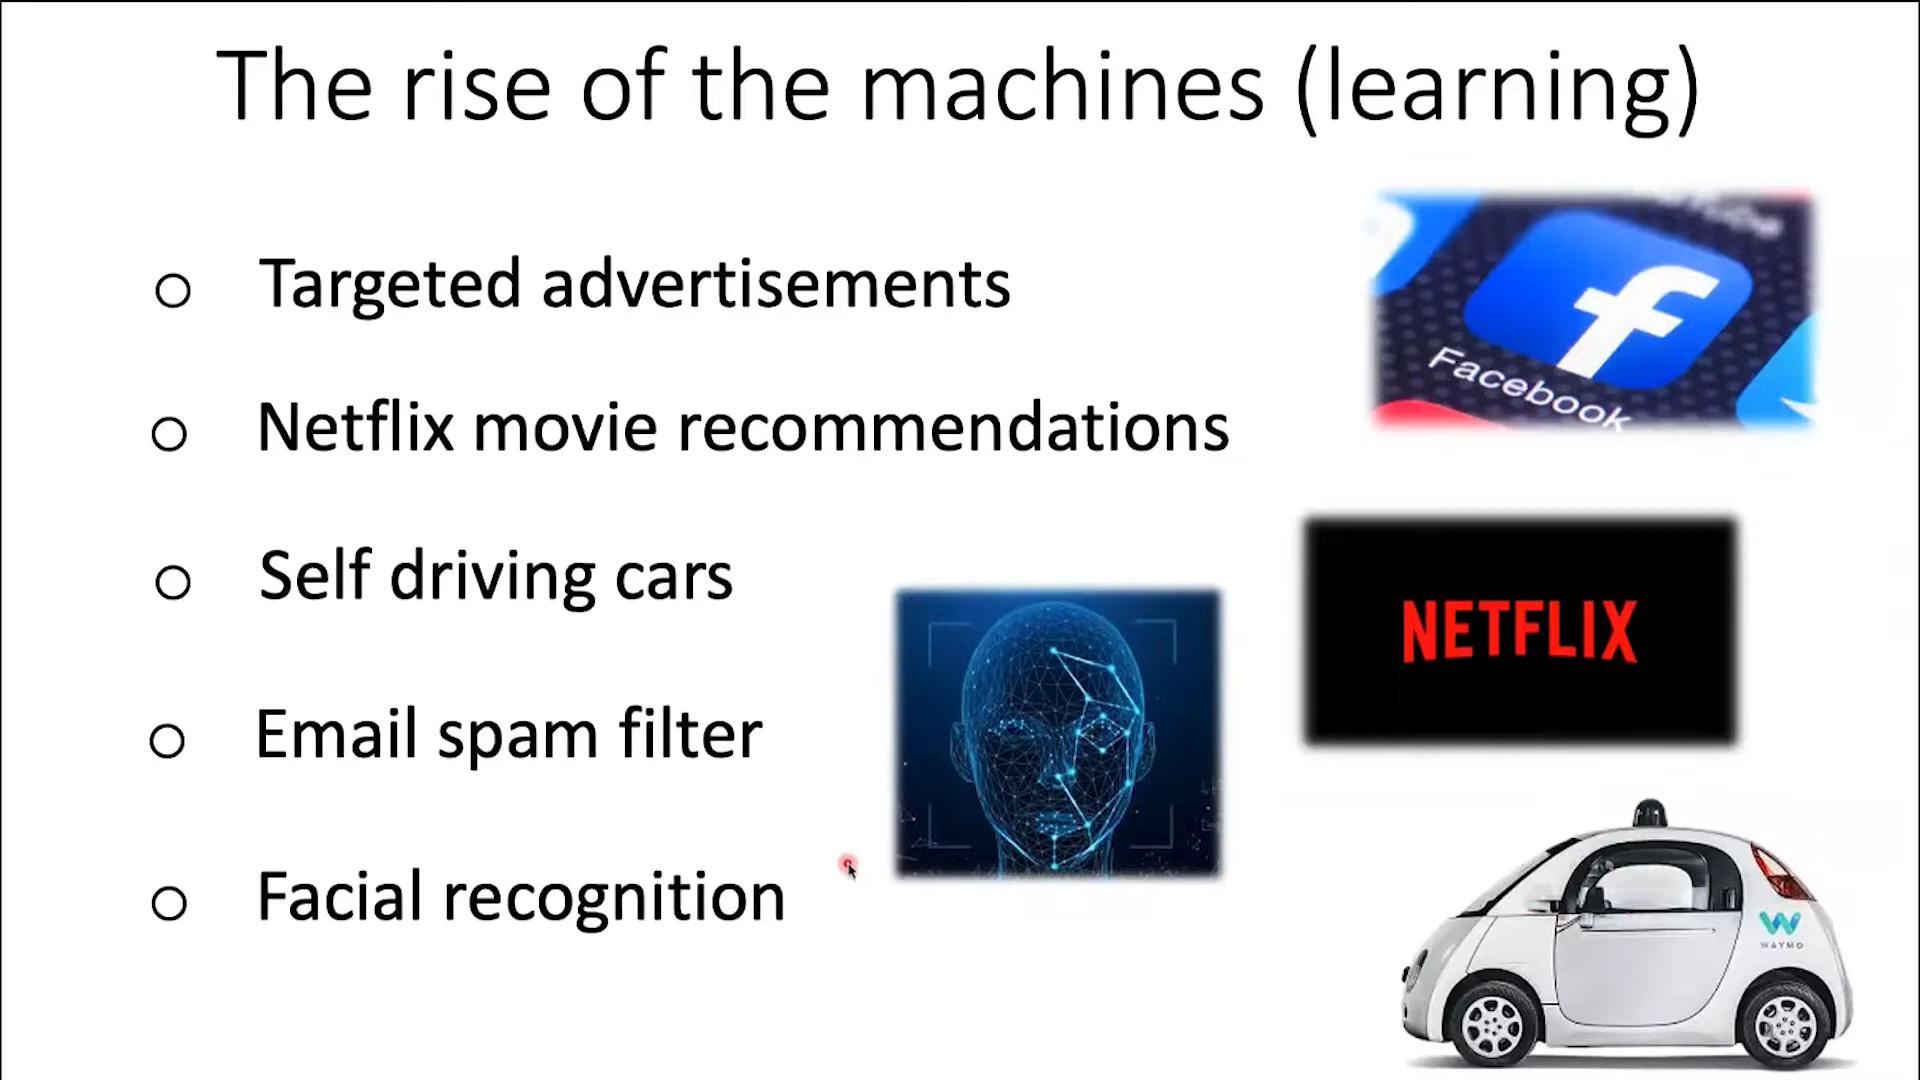 The rise of the machines (learning)
Targeted advertisements
Netflix movie recommendations
Self driving cars
Email spam filter
Facial recognition
Facebook
NETFLIX
WAYMO